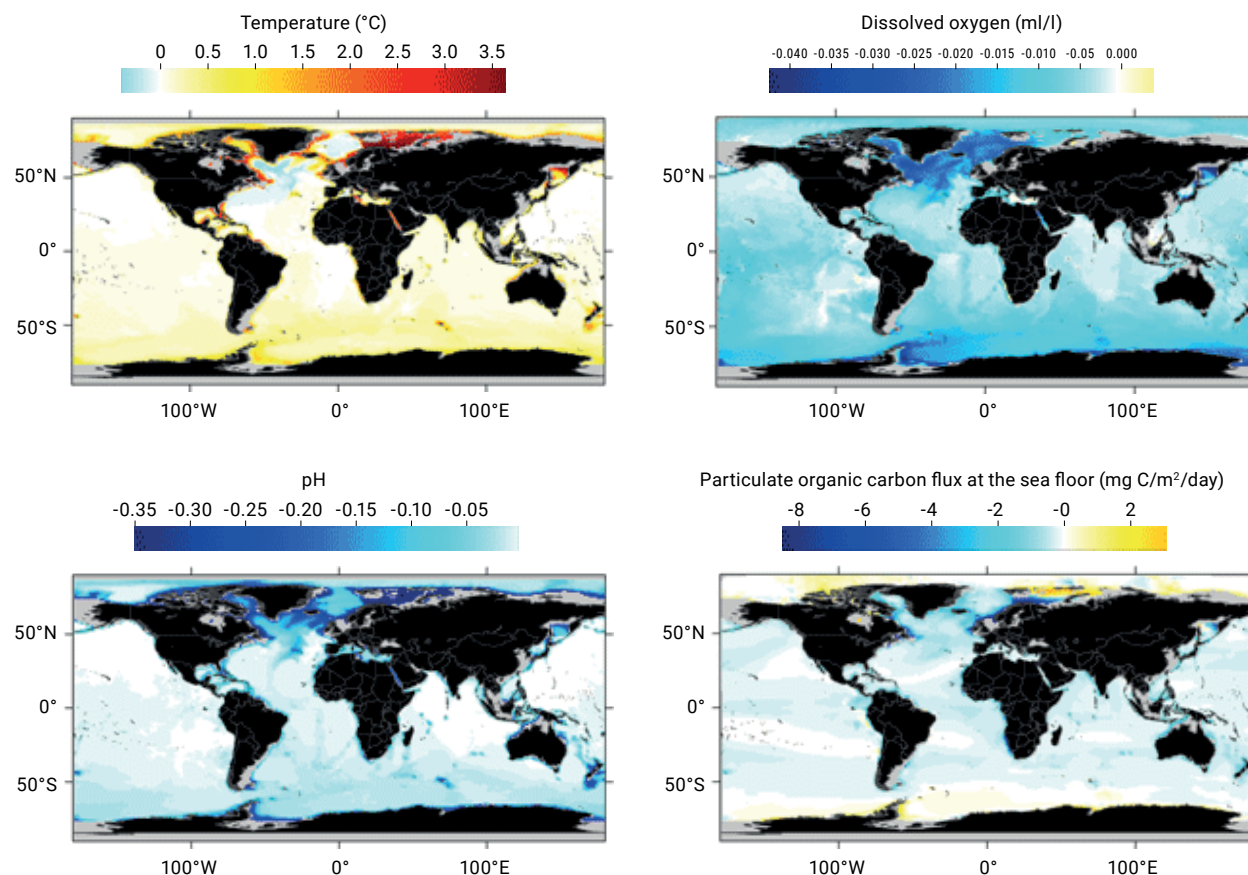 Temperature (°C)
0 0.5 1.0 1.5 2.0 2.5 3.0 3.5
50°N
0°
50°S
100°W 0° 100°E
Dissolved oxygen (ml/l)
-0.040 -0.035 -0.030 -0.025 -0.020 -0.015 -0.010 -0.05 0.000
50°N
0°
50°S
100°W 0° 100°E
pH
-0.35 -0.30 -0.25 -0.20 -0.15 -0.10 -0.05
50°N
0°
50°S
100°W 0° 100°E
Particulate organic carbon flux at the sea floor (mg C/m²/day)
-8 -6 -4 -2 -0 2
50°N
0°
50°S
100°W 0° 100°E